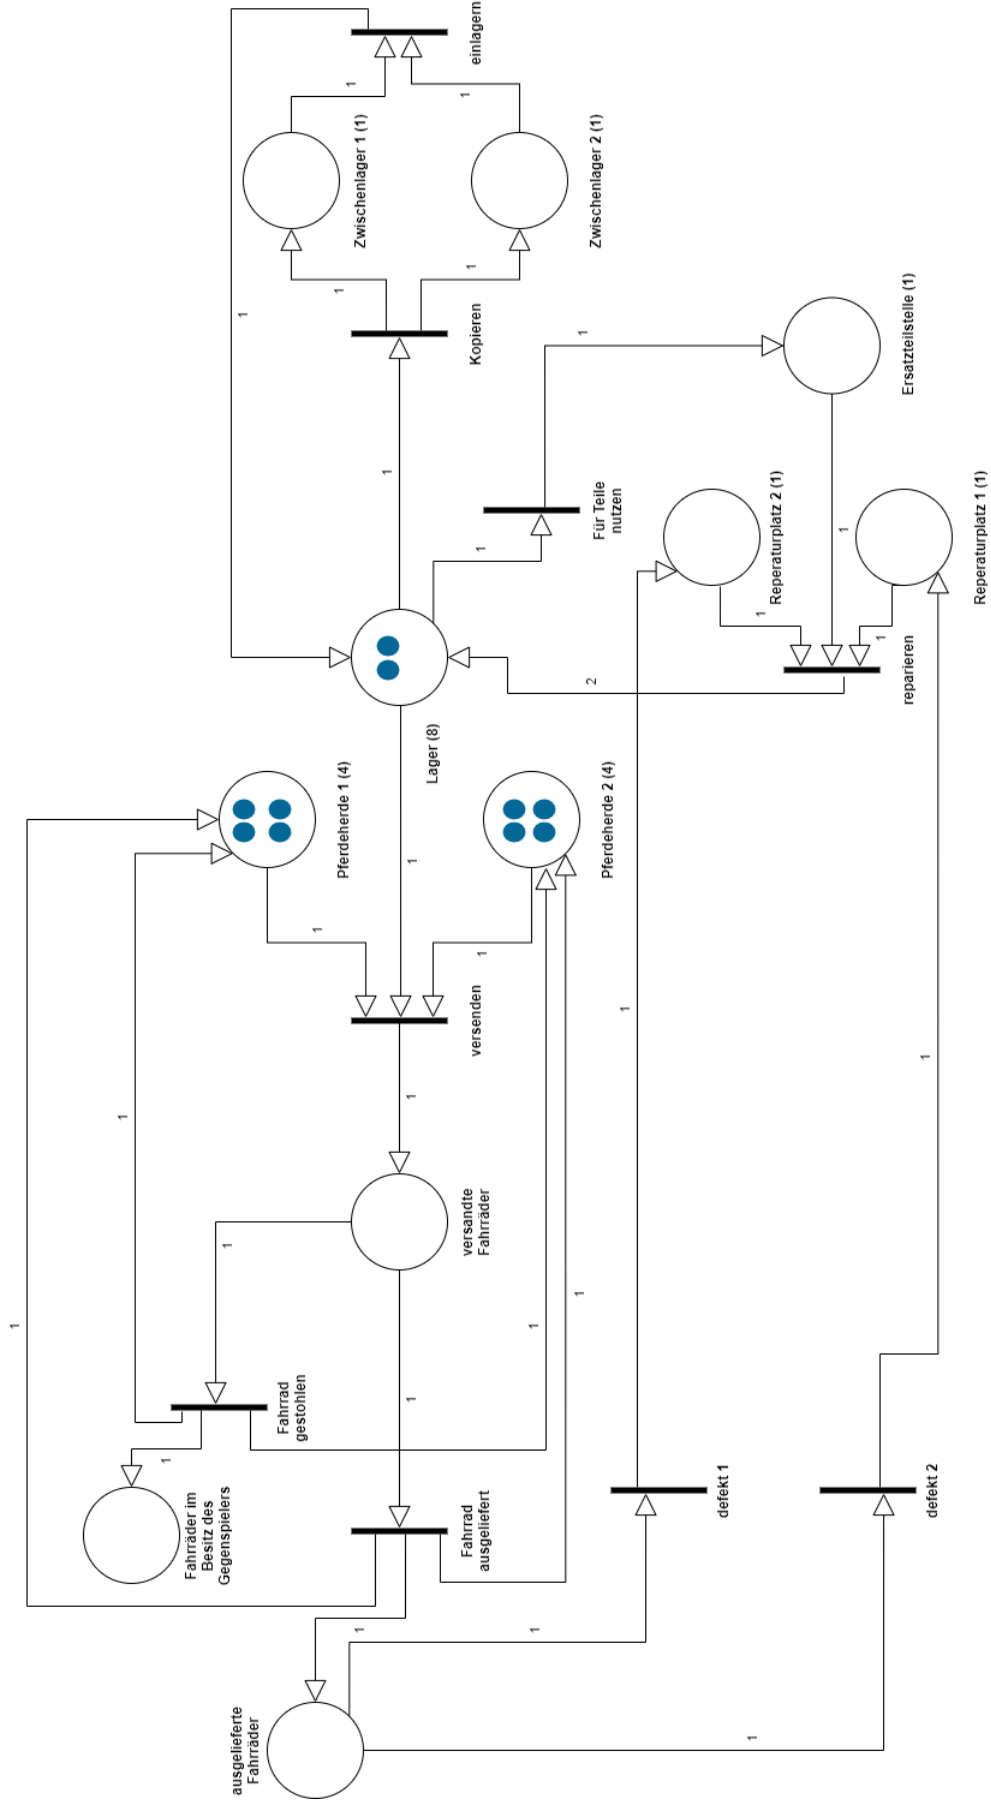 1
1
1
Fahrräder im
Besitz des
Gegenspielers
1
ausgelieferte
Fahrräder
1
Fahrrad
gestohlen
1
1
Pferdeherde 1 (4)
1
Zwischenlager 1 (1)
1
1
1
1
1
Lager (8)
Fahrrad
ausgeliefert
versandte
Fahrräder
versenden
Kopieren
einlagern
1
1
1
1
1
1
1
1
2
Zwischenlager 2 (1)
Für Teile
nutzen
Pferdeherde 2 (4)
1
defekt 1
1
1
Reperaturplatz 2 (1)
1
1
reparieren
Ersatzteilstelle (1)
1
defekt 2
Reperaturplatz 1 (1)